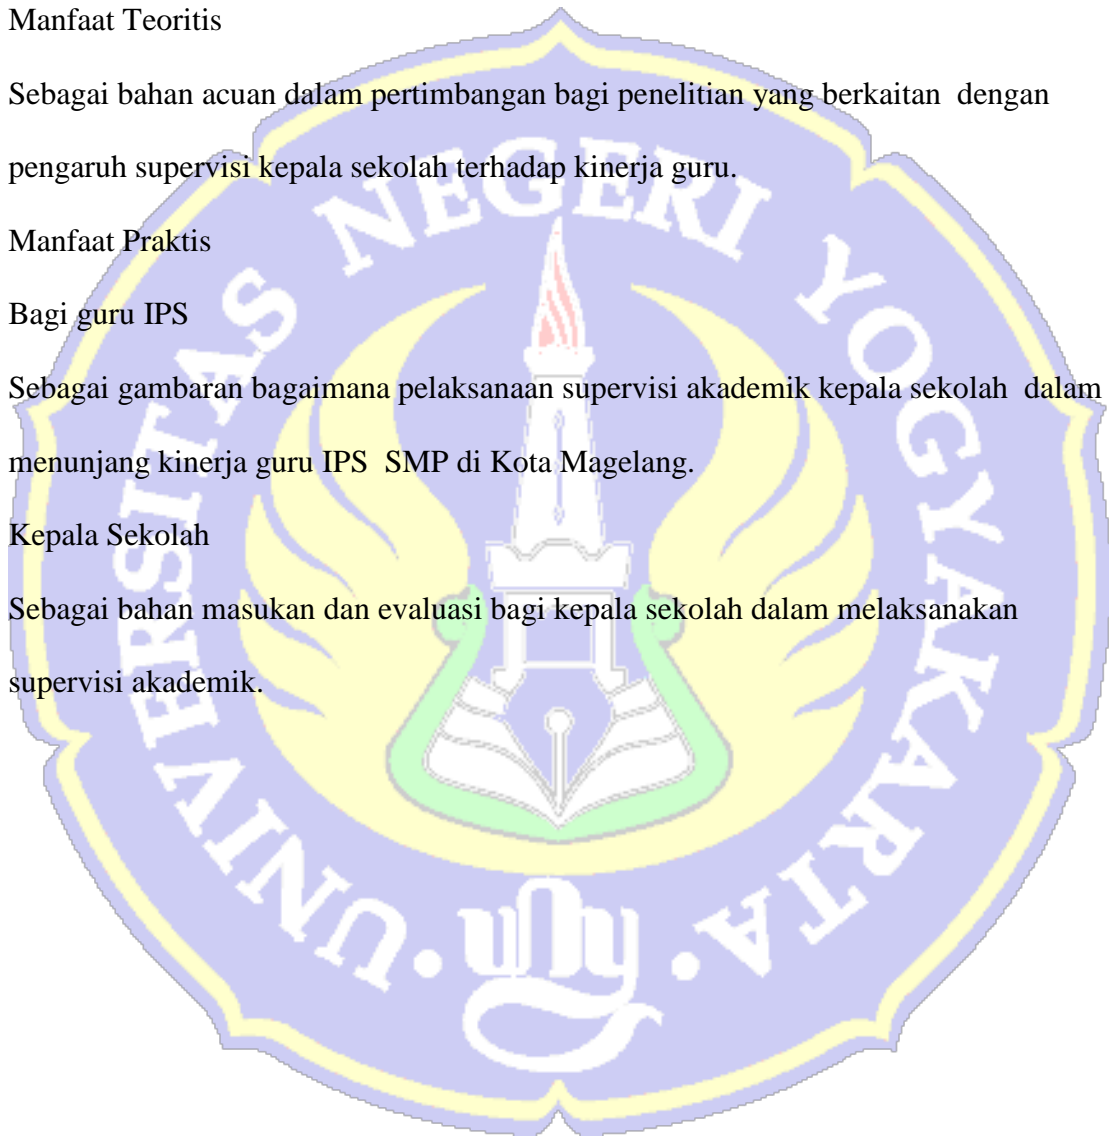 Manfaat Teoritis
Sebagai bahan acuan dalam pertimbangan bagi penelitian yang berkaitan  dengan
pengaruh supervisi kepala sekolah terhadap kinerja guru.
Manfaat Praktis
Bagi guru IPS
Sebagai gambaran bagaimana pelaksanaan supervisi akademik kepala sekolah  dalam
menunjang kinerja guru IPS  SMP di Kota Magelang.
Kepala Sekolah
Sebagai bahan masukan dan evaluasi bagi kepala sekolah dalam melaksanakan
supervisi akademik.
UNIVERSITAS NEGERI YOGYAKARTA
uny